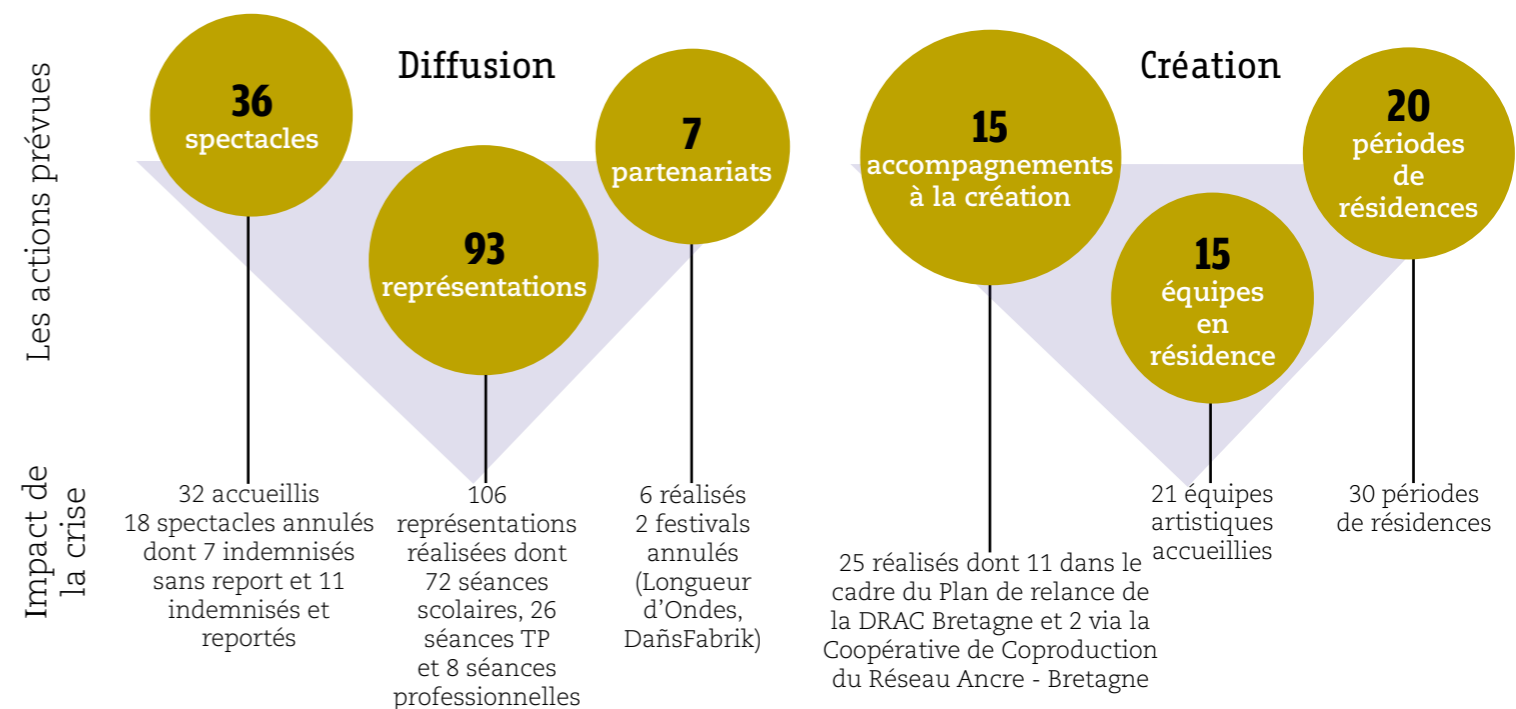 Les actions prévues
Impact de
la crise
Diffusion
36
spectacles
93
représentations
7
partenariats
32 accueillis
18 spectacles annulés
dont 7 indemnisés
sans report et 11
indemnisés et
reportés
106
représentations
réalisées dont
72 séances
scolaires, 26
séances TP
et 8 séances
professionnelles
6 réalisés
2 festivals
annulés
(Longueur
d’Ondes,
DañsFabrik)
Création
15
accompagnements
à la création
15
équipes
en
résidence
20
périodes
de
résidences
25 réalisés dont 11 dans le
cadre du Plan de relance de
la DRAC Bretagne et 2 via la
Coopérative de Coproduction
du Réseau Ancre - Bretagne
21 équipes
artistiques
accueillies
30 périodes
de résidences